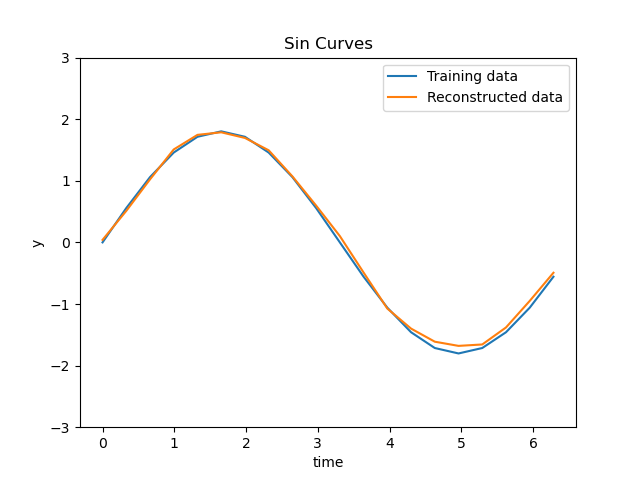 Sin Curves
Training data
Reconstructed data
3
2
1
0
−1
−2
−3
y
0 1 2 3 4 5 6
time